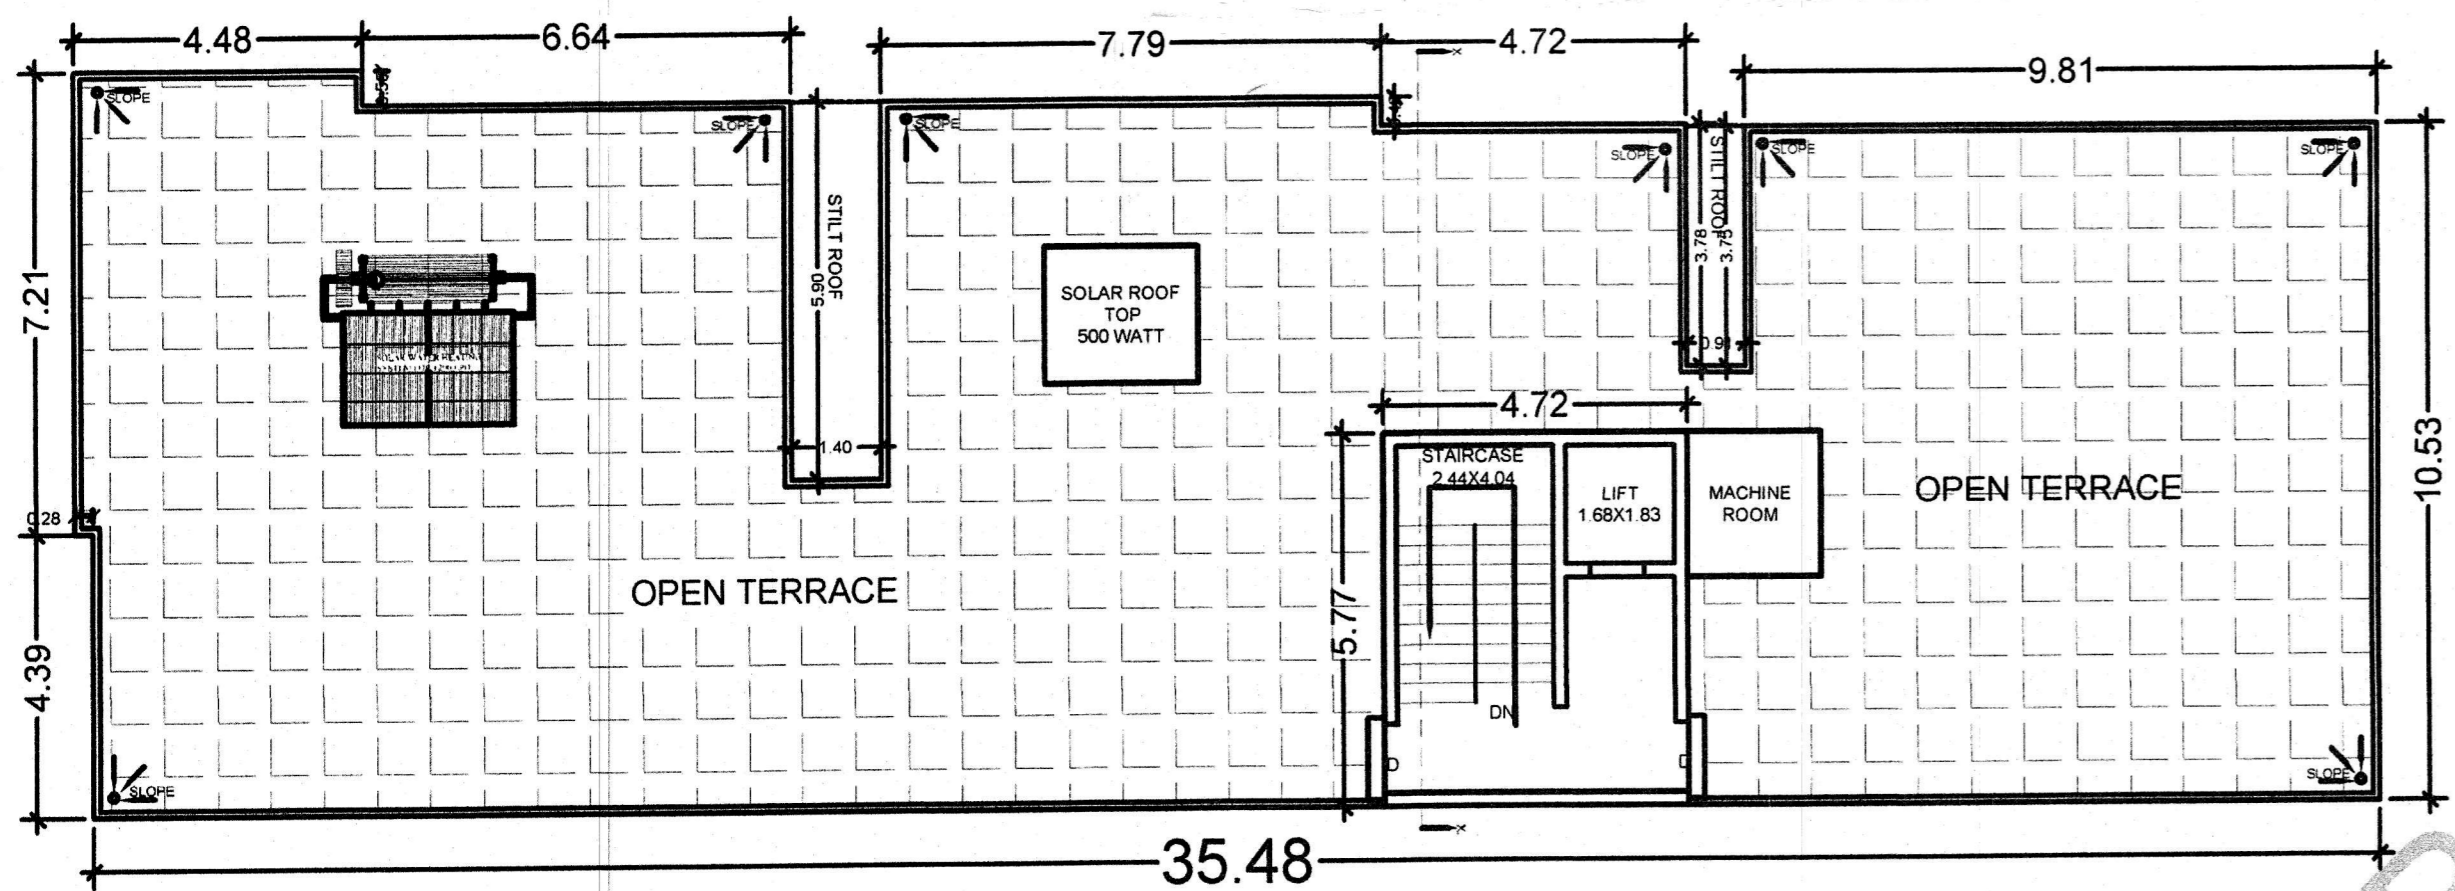 4.48
6.64
7.79
4.72
9.81
SLOPE
SLOPE
SLOPE
SLOPE
SLOPE
SLOPE
STILT ROOF
5.90
1.40
STILT ROOF
3.78
3.75
0.91
7.21
SOLAR ROOF
TOP
500 WATT
4.72
10.53
STAIRCASE
2.44X4.04
LIFT
1.68X1.83
MACHINE
ROOM
OPEN TERRACE
0.28
OPEN TERRACE
5.77
4.39
DN
SLOPE
SLOPE
35.48